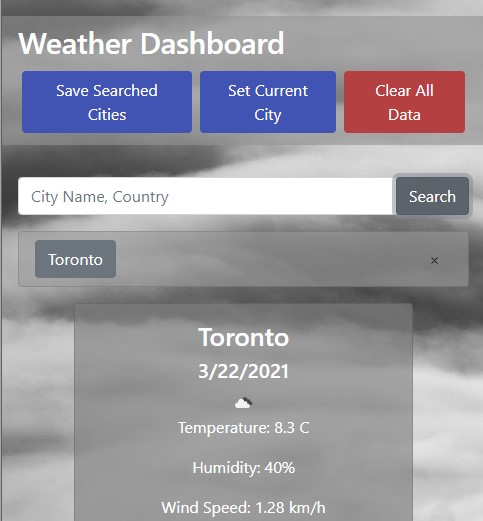 Weather Dashboard
Save Searched
Cities
Set Current
City
Clear All
Data
City Name, Country
Search
Toronto
×
Toronto
3/22/2021
Temperature: 8.3 C
Humidity: 40%
Wind Speed: 1.28 km/h